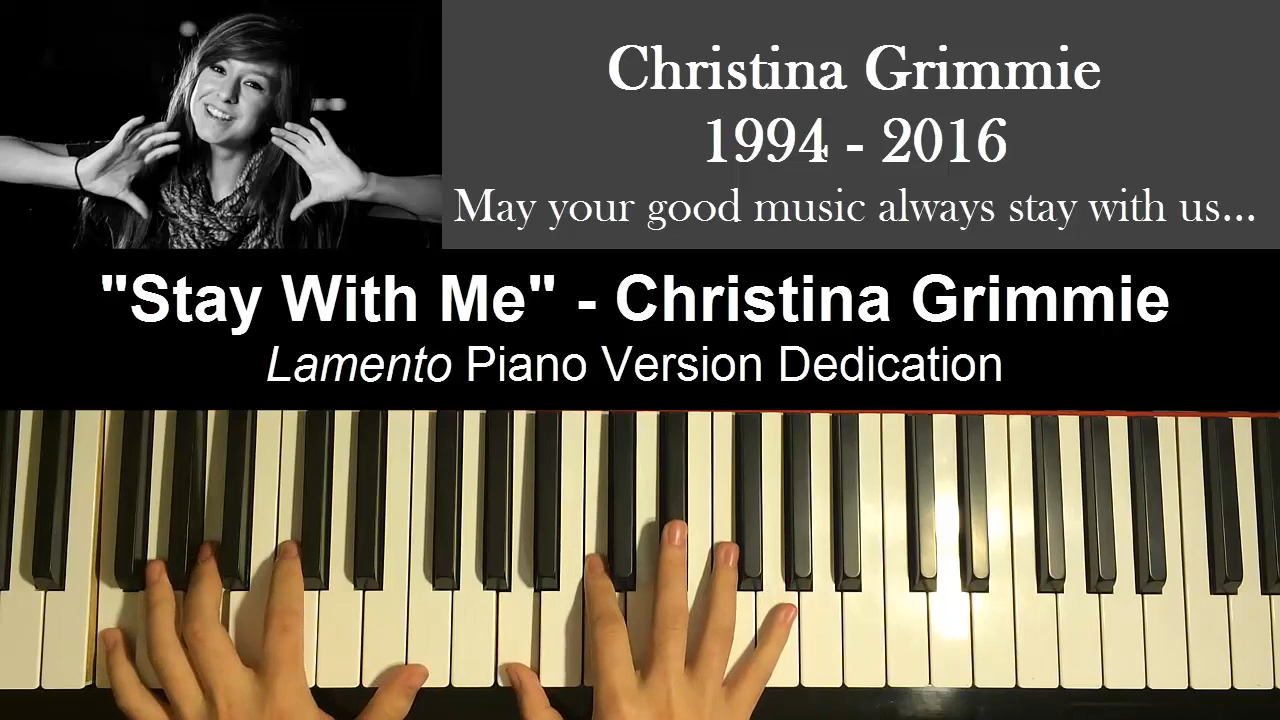 Christina Grimmie
1994 - 2016
May your good music always stay with us...
"Stay With Me" - Christina Grimmie
Lamento Piano Version Dedication